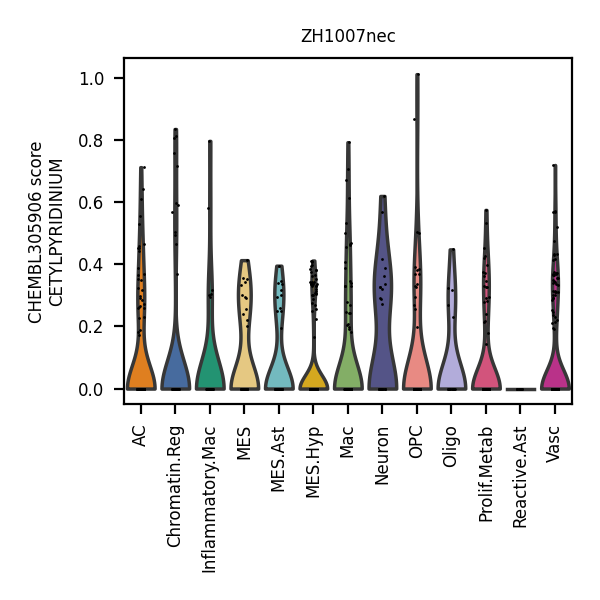 ZH1007nec
CHEMBL305906 score
CETYLPYRIDINIUM
1.0
0.8
0.6
0.4
0.2
0.0
AC
Chromatin.Reg
Inflammatory.Mac
MES
MES.Ast
MES.Hyp
Mac
Neuron
OPC
Oligo
Prolif.Metab
Reactive.Ast
Vasc